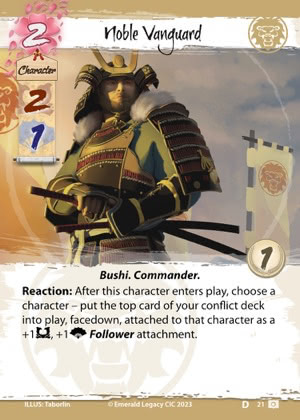 2
Noble Vanguard
Character
2
1
1
Bushi. Commander.
Reaction: After this character enters play, choose a
character – put the top card of your conflict deck
into play, facedown, attached to that character as a
+1, +1 Follower attachment.
ILLUS: Taborlin
© Emerald Legacy CIC 2023
D 21